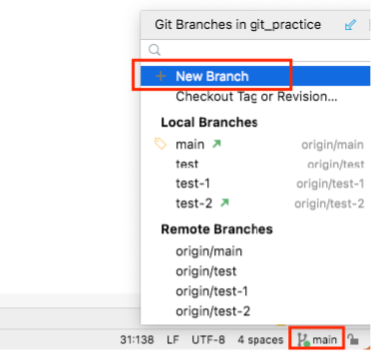 Git Branches in git_practice
+ New Branch
Checkout Tag or Revision...
Local Branches
main origin/main
test origin/test
test-1 origin/test-1
test-2 origin/test-2
Remote Branches
origin/main
origin/test
origin/test-1
origin/test-2
31:138 LF UTF-8 4 spaces main